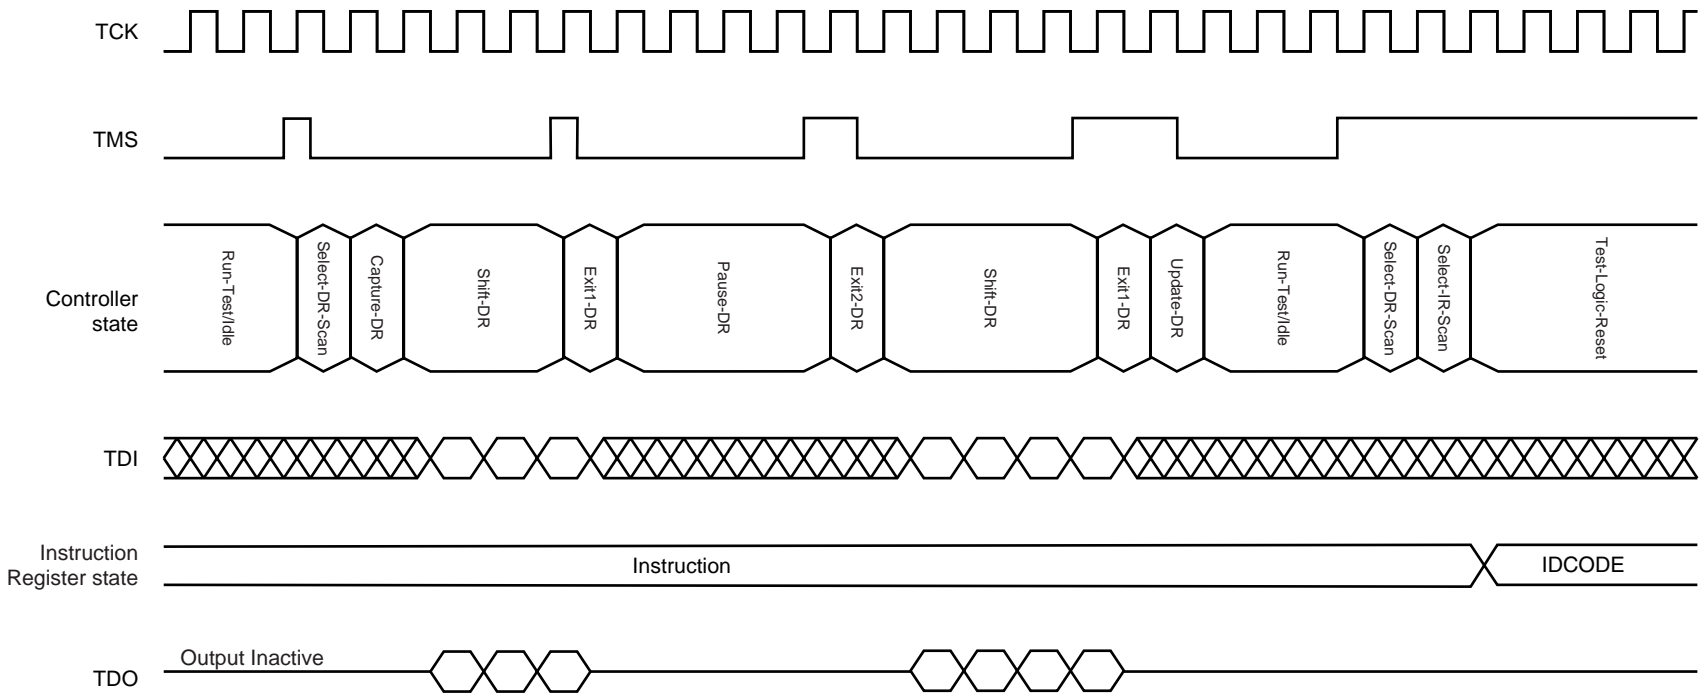 TCK
TMS
Controller
state
Run-Test/Idle
Select-DR-Scan
Capture-DR
Shift-DR
Exit1-DR
Pause-DR
Exit2-DR
Shift-DR
Exit1-DR
Update-DR
Run-Test/Idle
Select-DR-Scan
Select-IR-Scan
Test-Logic-Reset
TDI
Instruction
Register state
Instruction
IDCODE
TDO
Output Inactive